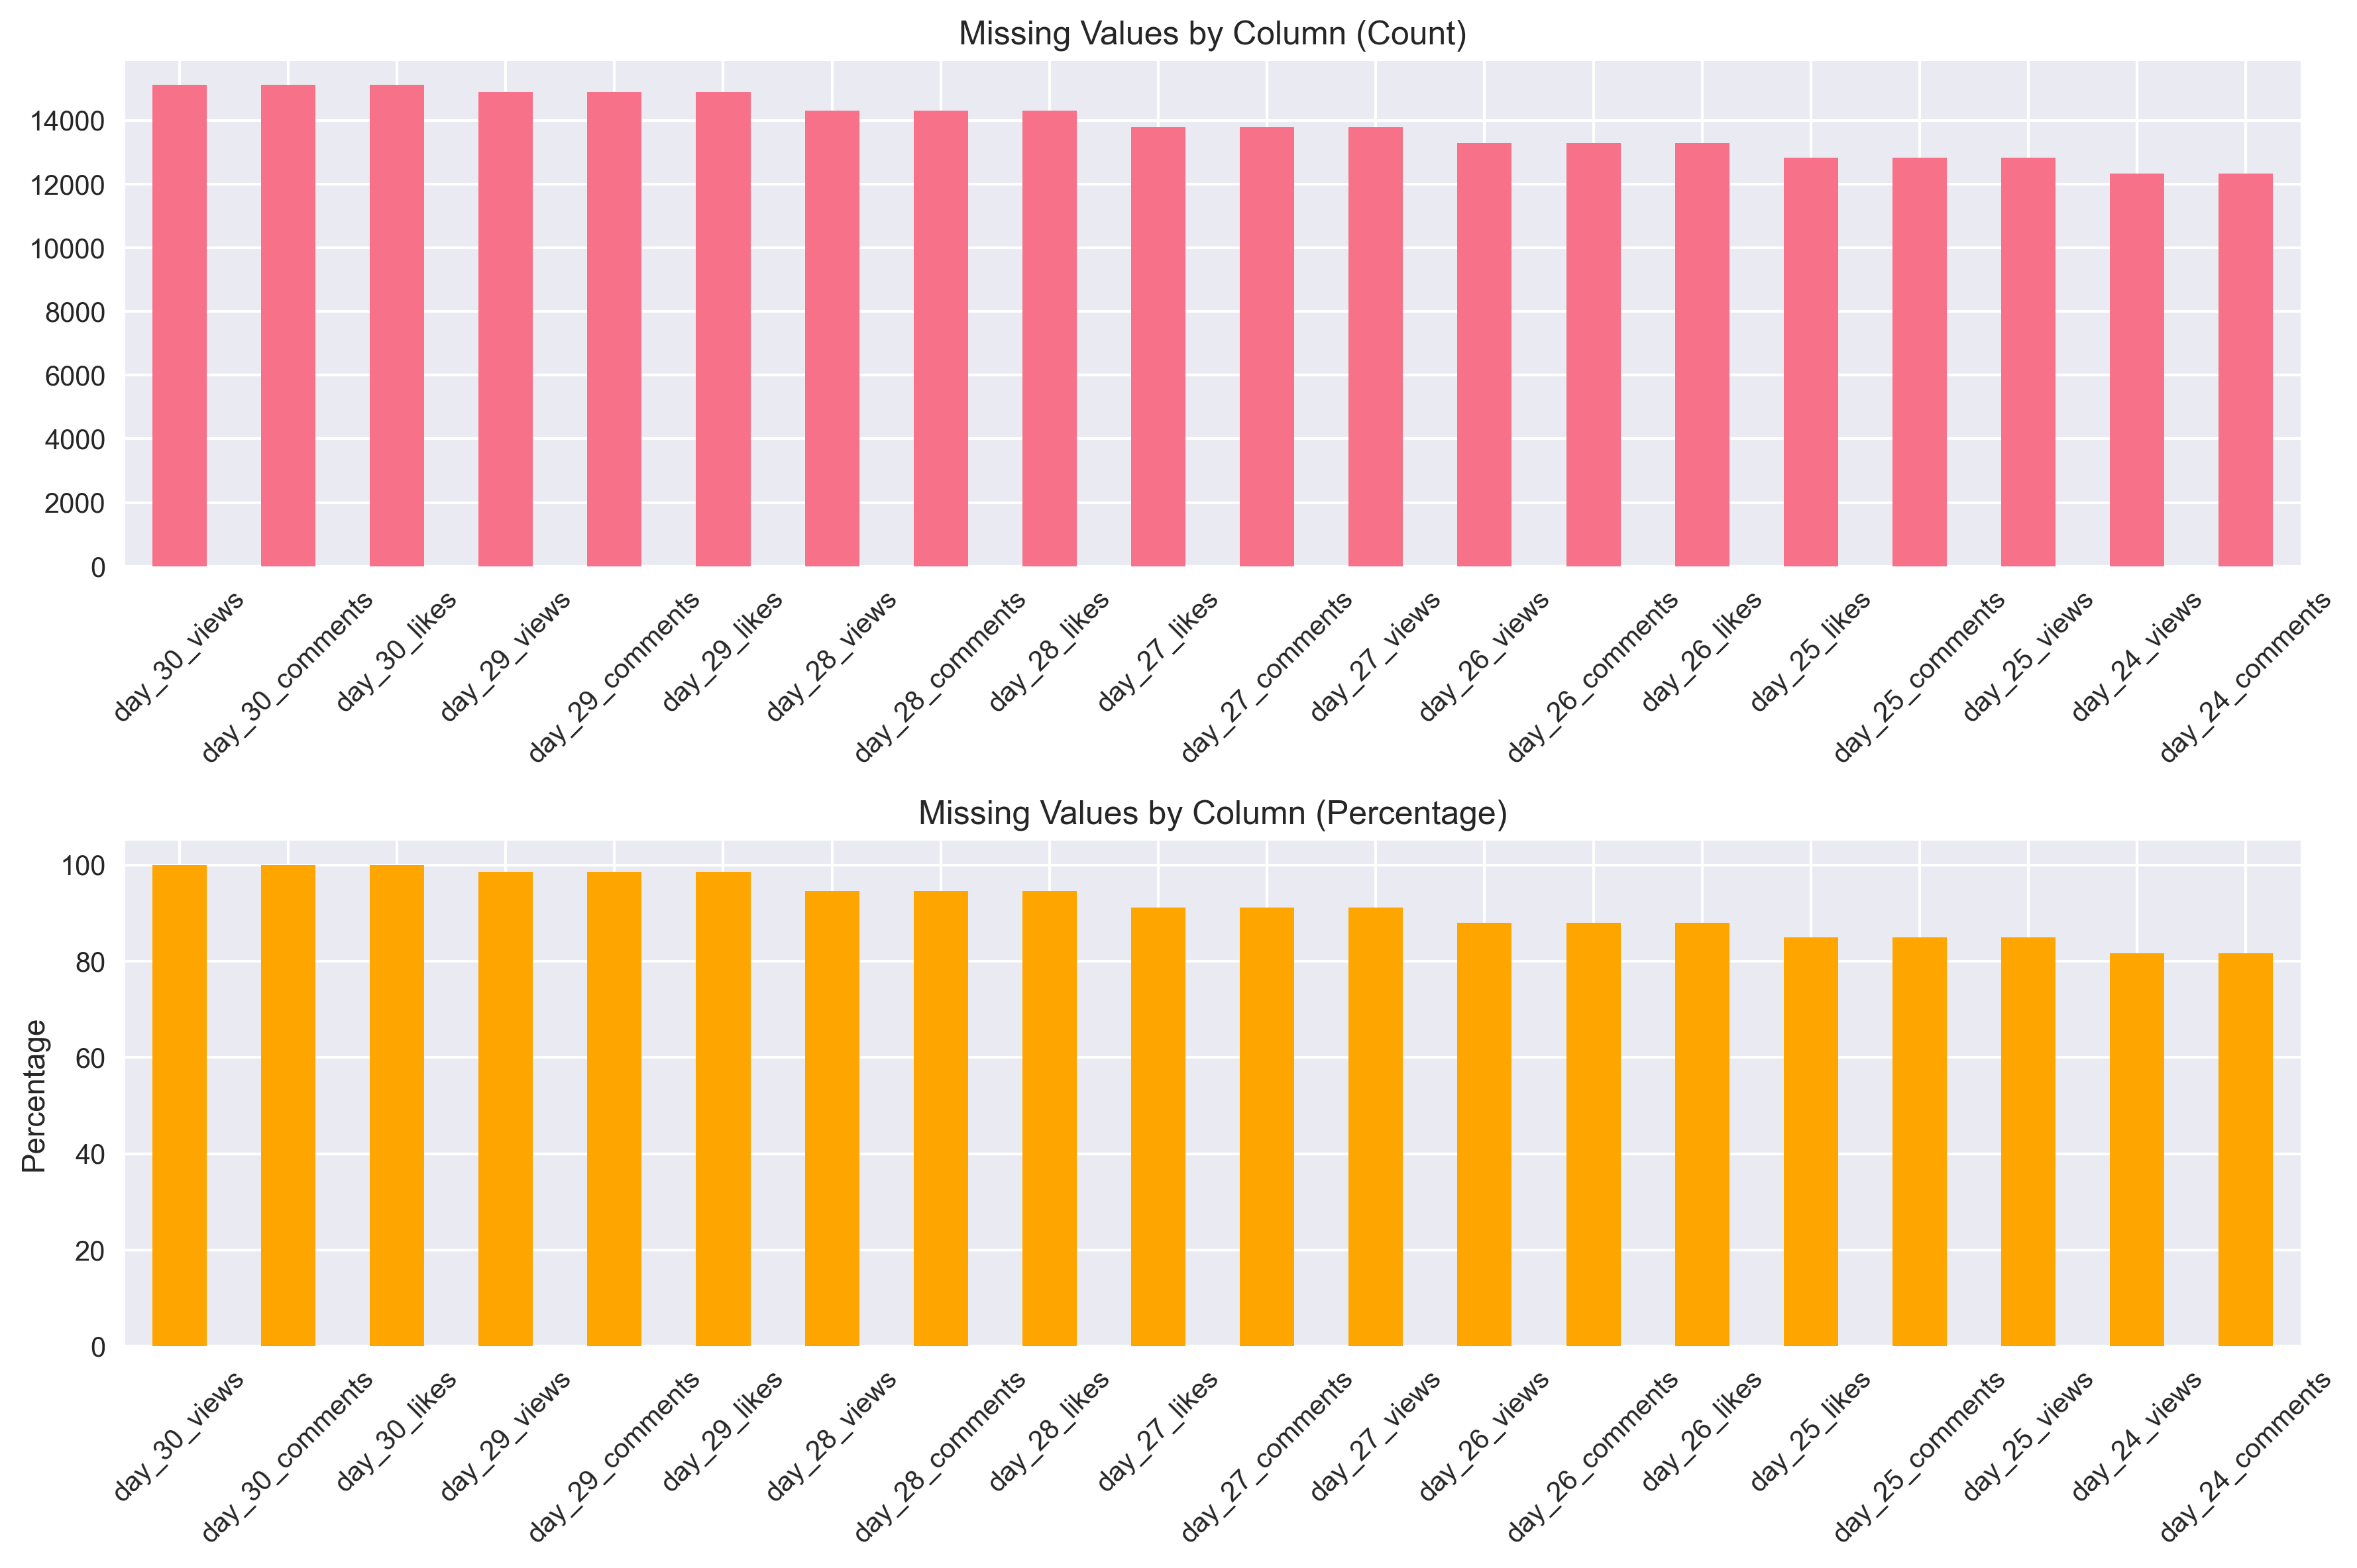 Missing Values by Column (Count)
14000
12000
10000
8000
6000
4000
2000
0
day_30_views
day_30_comments
day_30_likes
day_29_views
day_29_comments
day_29_likes
day_28_views
day_28_comments
day_28_likes
day_27_likes
day_27_comments
day_27_views
day_26_views
day_26_comments
day_26_likes
day_25_likes
day_25_comments
day_25_views
day_24_views
day_24_comments
Missing Values by Column (Percentage)
Percentage
100
80
60
40
20
0
day_30_views
day_30_comments
day_30_likes
day_29_views
day_29_comments
day_29_likes
day_28_views
day_28_comments
day_28_likes
day_27_likes
day_27_comments
day_27_views
day_26_views
day_26_comments
day_26_likes
day_25_likes
day_25_comments
day_25_views
day_24_views
day_24_comments